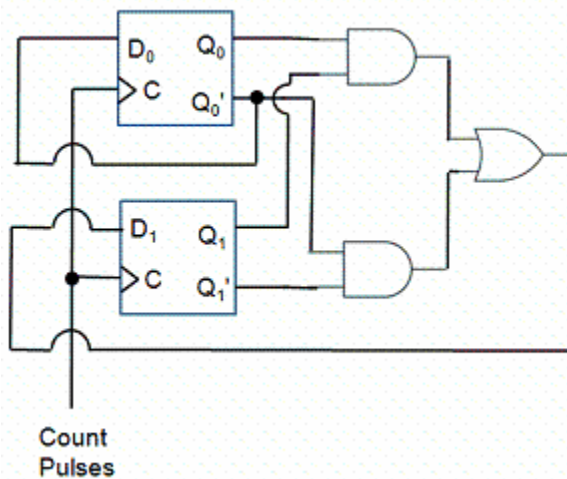 D₀ Q₀
C
Q₀'
D₁ Q₁
C
Q₁'
Count
Pulses